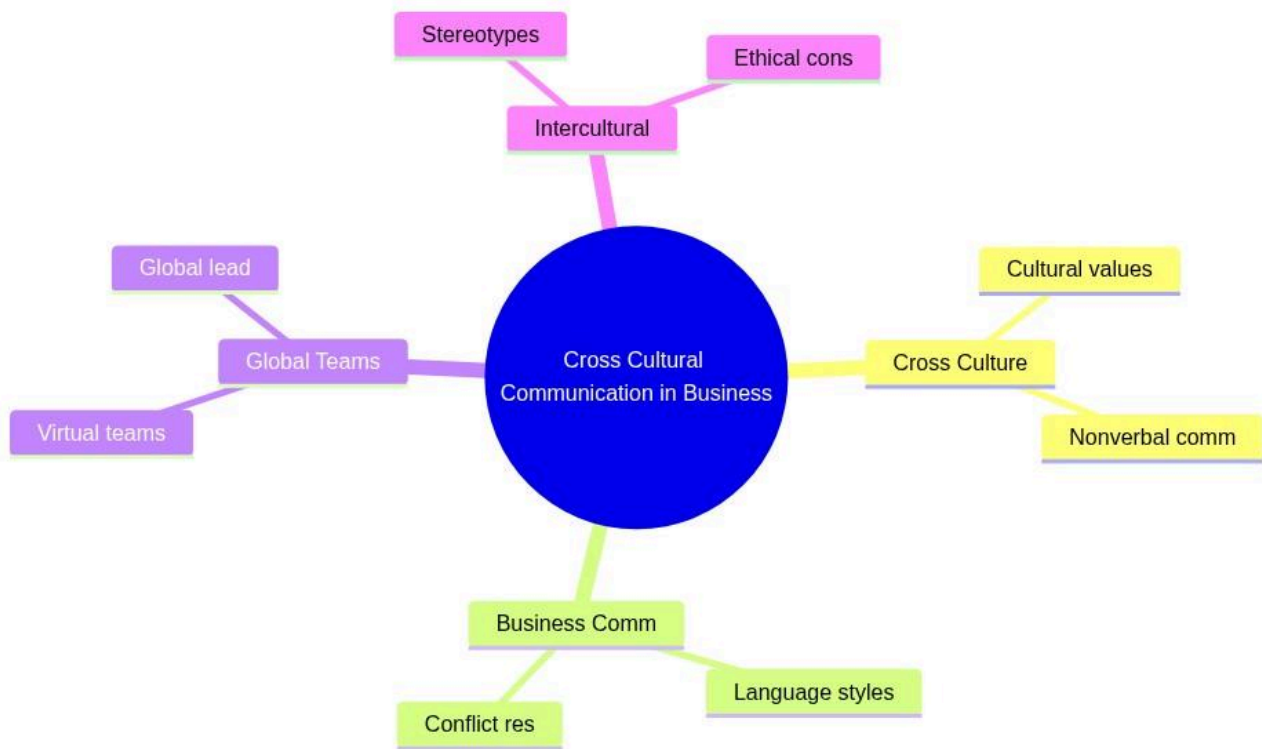 Stereotypes
Ethical cons
Intercultural
Global lead
Cultural values
Global Teams
Cross Cultural
Communication in Business
Cross Culture
Virtual teams
Nonverbal comm
Business Comm
Language styles
Conflict res